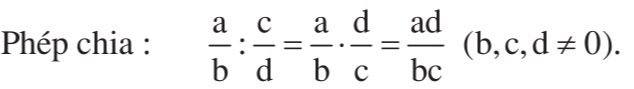 Phép chia : a/b : c/d = a/b · d/c = ad/bc (b, c, d ≠ 0).